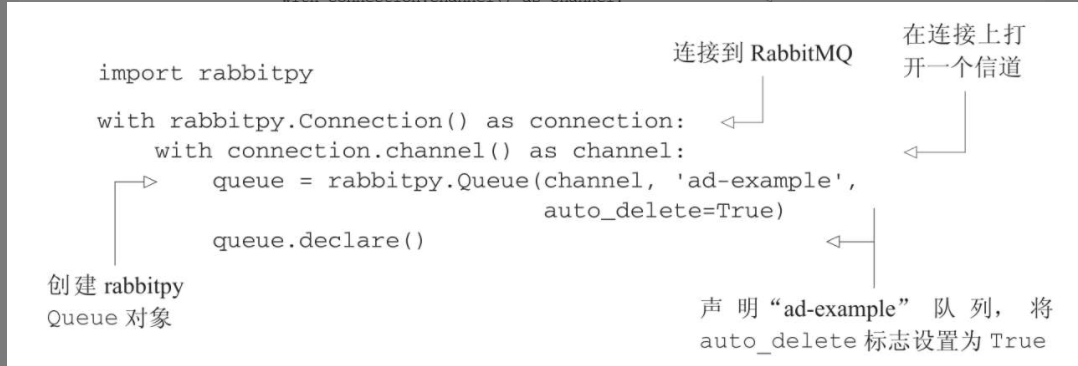 连接到 RabbitMQ
在连接上打
开一个信道
import rabbitpy
with rabbitpy.Connection() as connection:
    with connection.channel() as channel:
        queue = rabbitpy.Queue(channel, 'ad-example',
                               auto_delete=True)
        queue.declare()
创建 rabbitpy
Queue 对象
声明“ad-example” 队列， 将
auto_delete 标志设置为 True